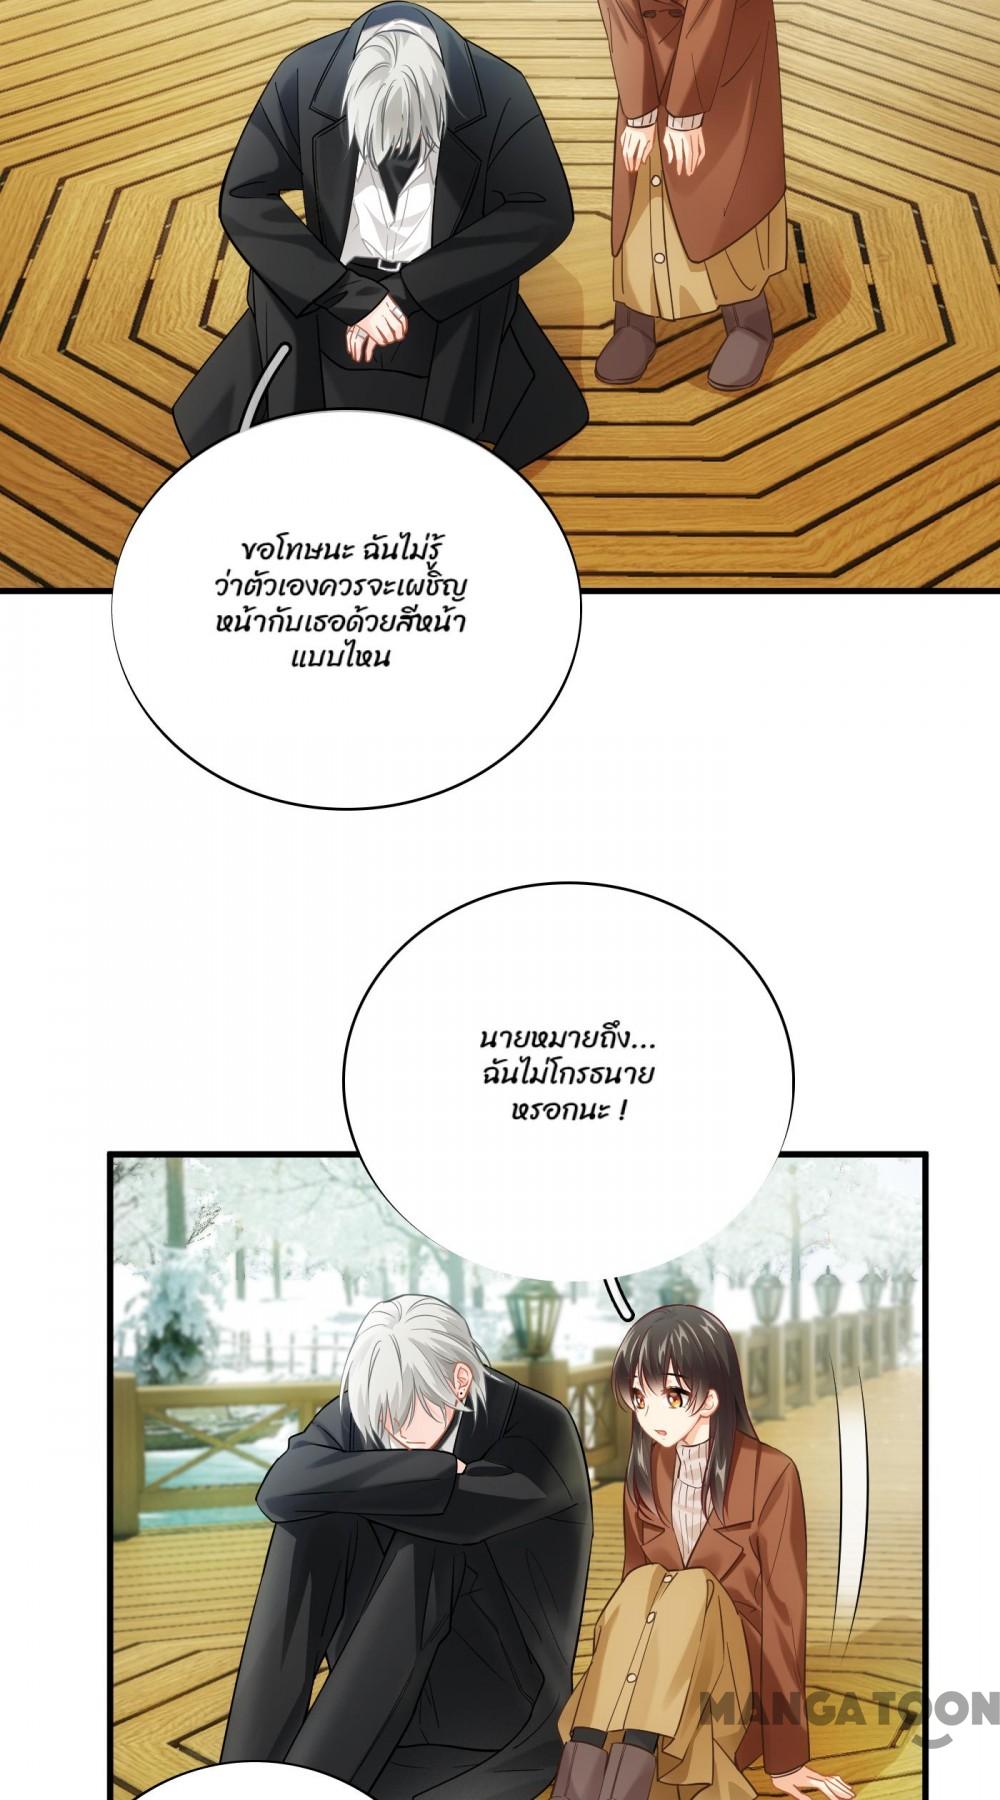 ขอโทษนะ ฉันไม่รู้
ว่าตัวเองควรจะเผชิญ
หน้ากับเธอด้วยสีหน้า
แบบไหน
นายหมายถึง...
ฉันไม่โกรธนาย
หรอกนะ !
MANGATOON